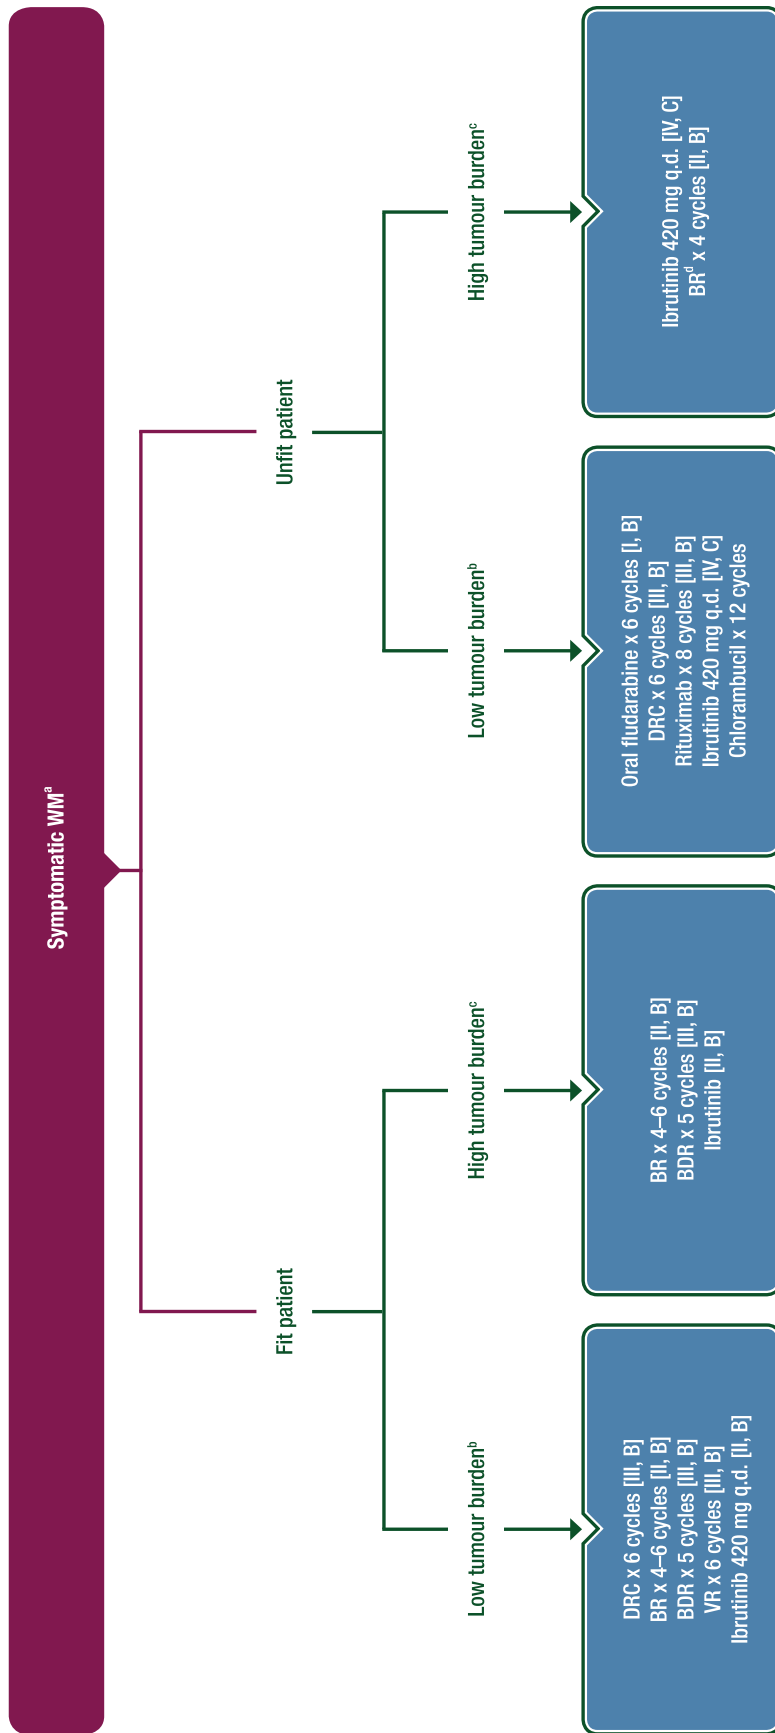 Symptomatic WMᵃ
Fit patient
Unfit patient
Low tumour burdenᵇ
High tumour burdenᶜ
Low tumour burdenᵇ
High tumour burdenᶜ
DRC x 6 cycles [III, B]
BR x 4–6 cycles [II, B]
BDR x 5 cycles [III, B]
VR x 6 cycles [III, B]
Ibrutinib 420 mg q.d. [II, B]
BR x 4–6 cycles [II, B]
BDR x 5 cycles [III, B]
Ibrutinib [II, B]
Oral fludarabine x 6 cycles [I, B]
DRC x 6 cycles [III, B]
Rituximab x 8 cycles [III, B]
Ibrutinib 420 mg q.d. [IV, C]
Chlorambucil x 12 cycles
Ibrutinib 420 mg q.d. [IV, C]
BRᵈ x 4 cycles [II, B]